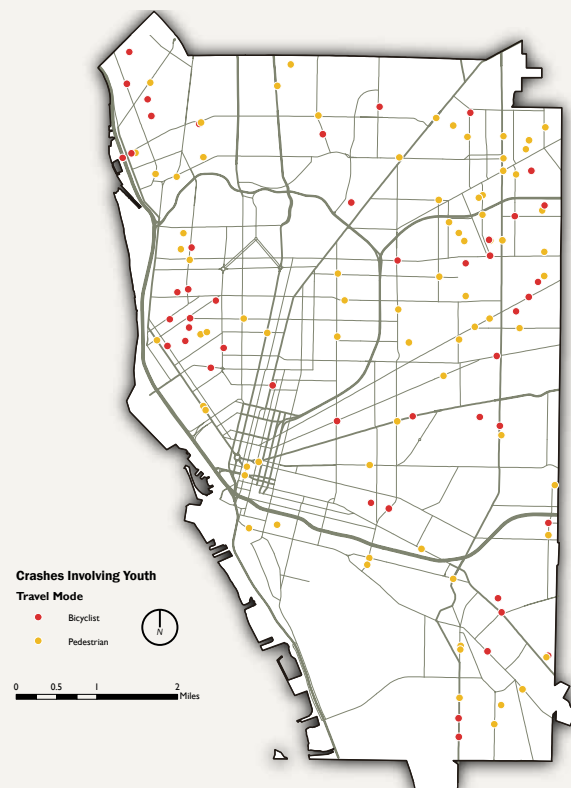 Crashes Involving Youth
Travel Mode
Bicyclist
Pedestrian
N
0 0.5 1 2
Miles